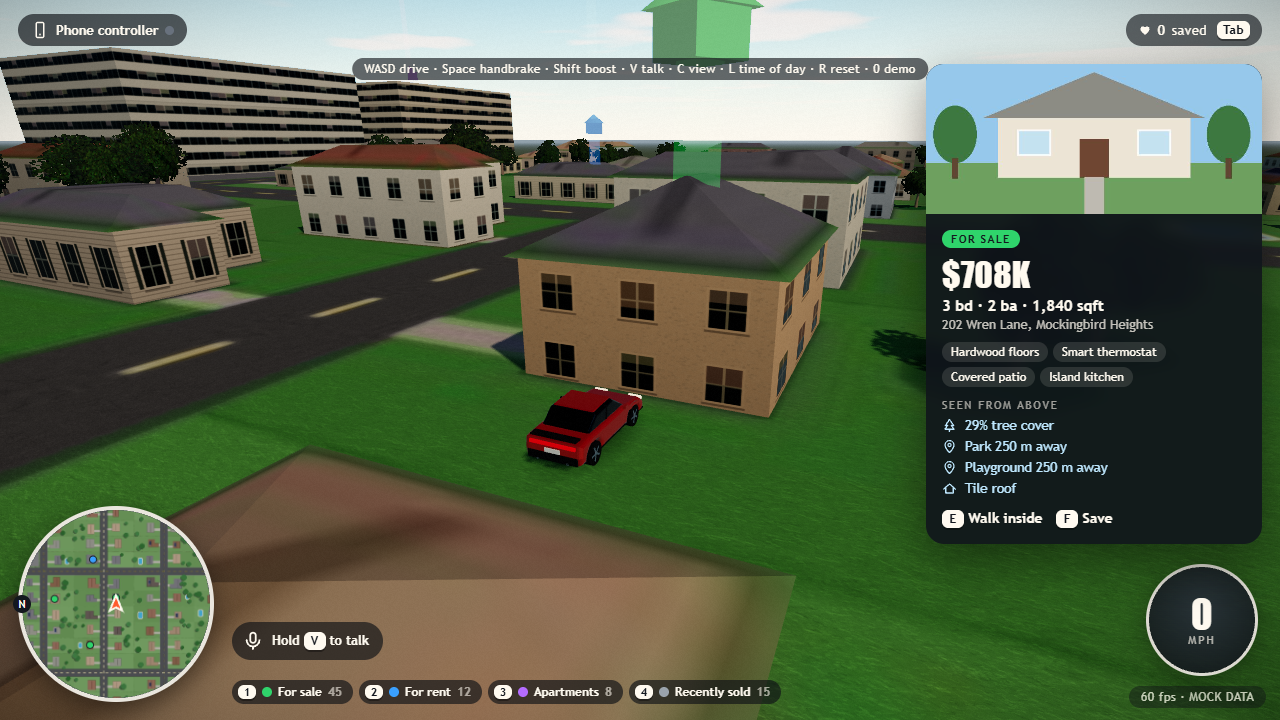 Phone controller
0 saved Tab
WASD drive · Space handbrake · Shift boost · V talk · C view · L time of day · R reset · 0 demo
FOR SALE
$708K
3 bd · 2 ba · 1,840 sqft
202 Wren Lane, Mockingbird Heights
Hardwood floors Smart thermostat
Covered patio Island kitchen
SEEN FROM ABOVE
29% tree cover
Park 250 m away
Playground 250 m away
Tile roof
E Walk inside F Save
N
0
MPH
Hold V to talk
1 For sale 45 2 For rent 12 3 Apartments 8 4 Recently sold 15
60 fps · MOCK DATA